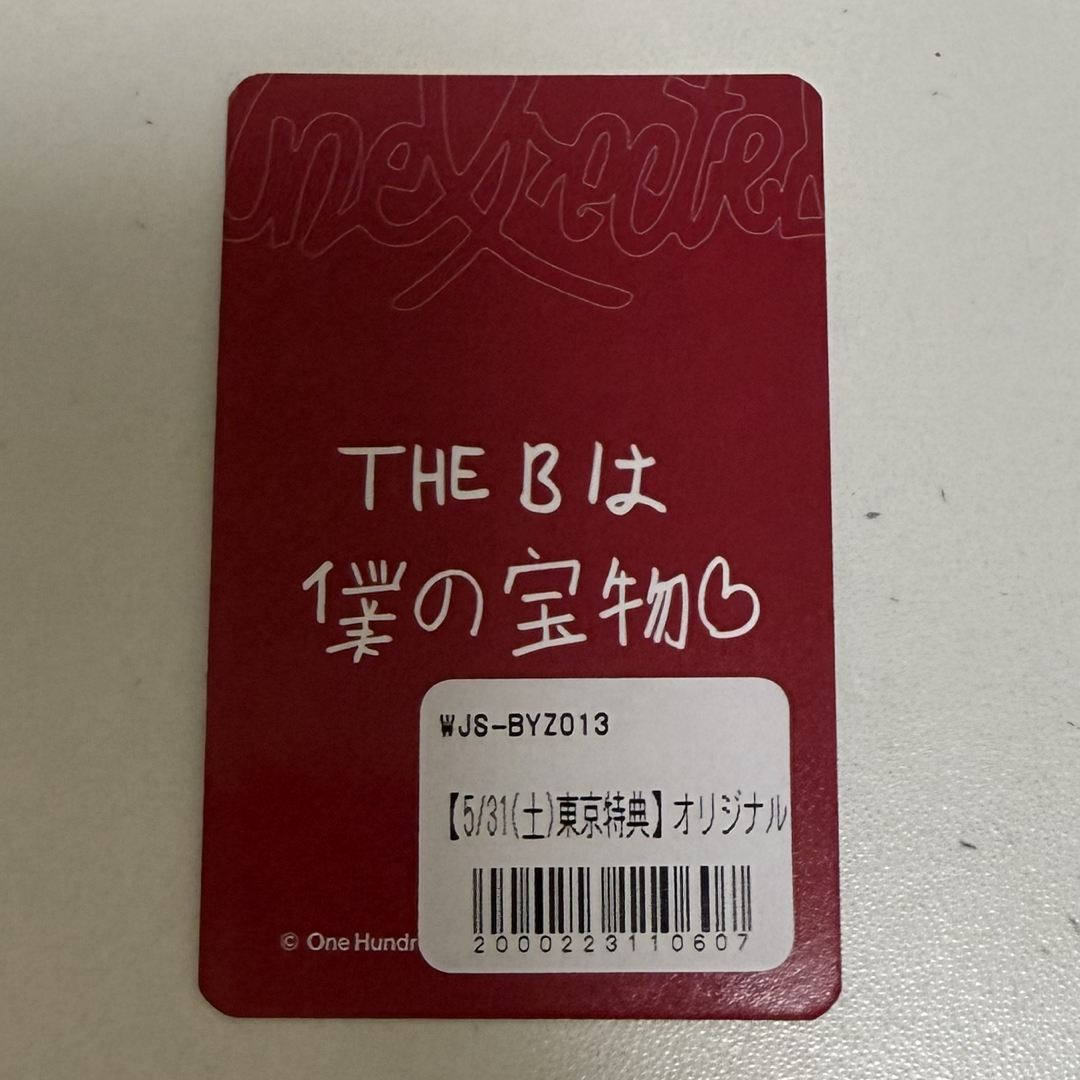 UneXpected
THE Bは
僕の宝物
WJS-BYZ013
【5/31(土)東京特典】オリジナル
2000223110607
© One Hundr